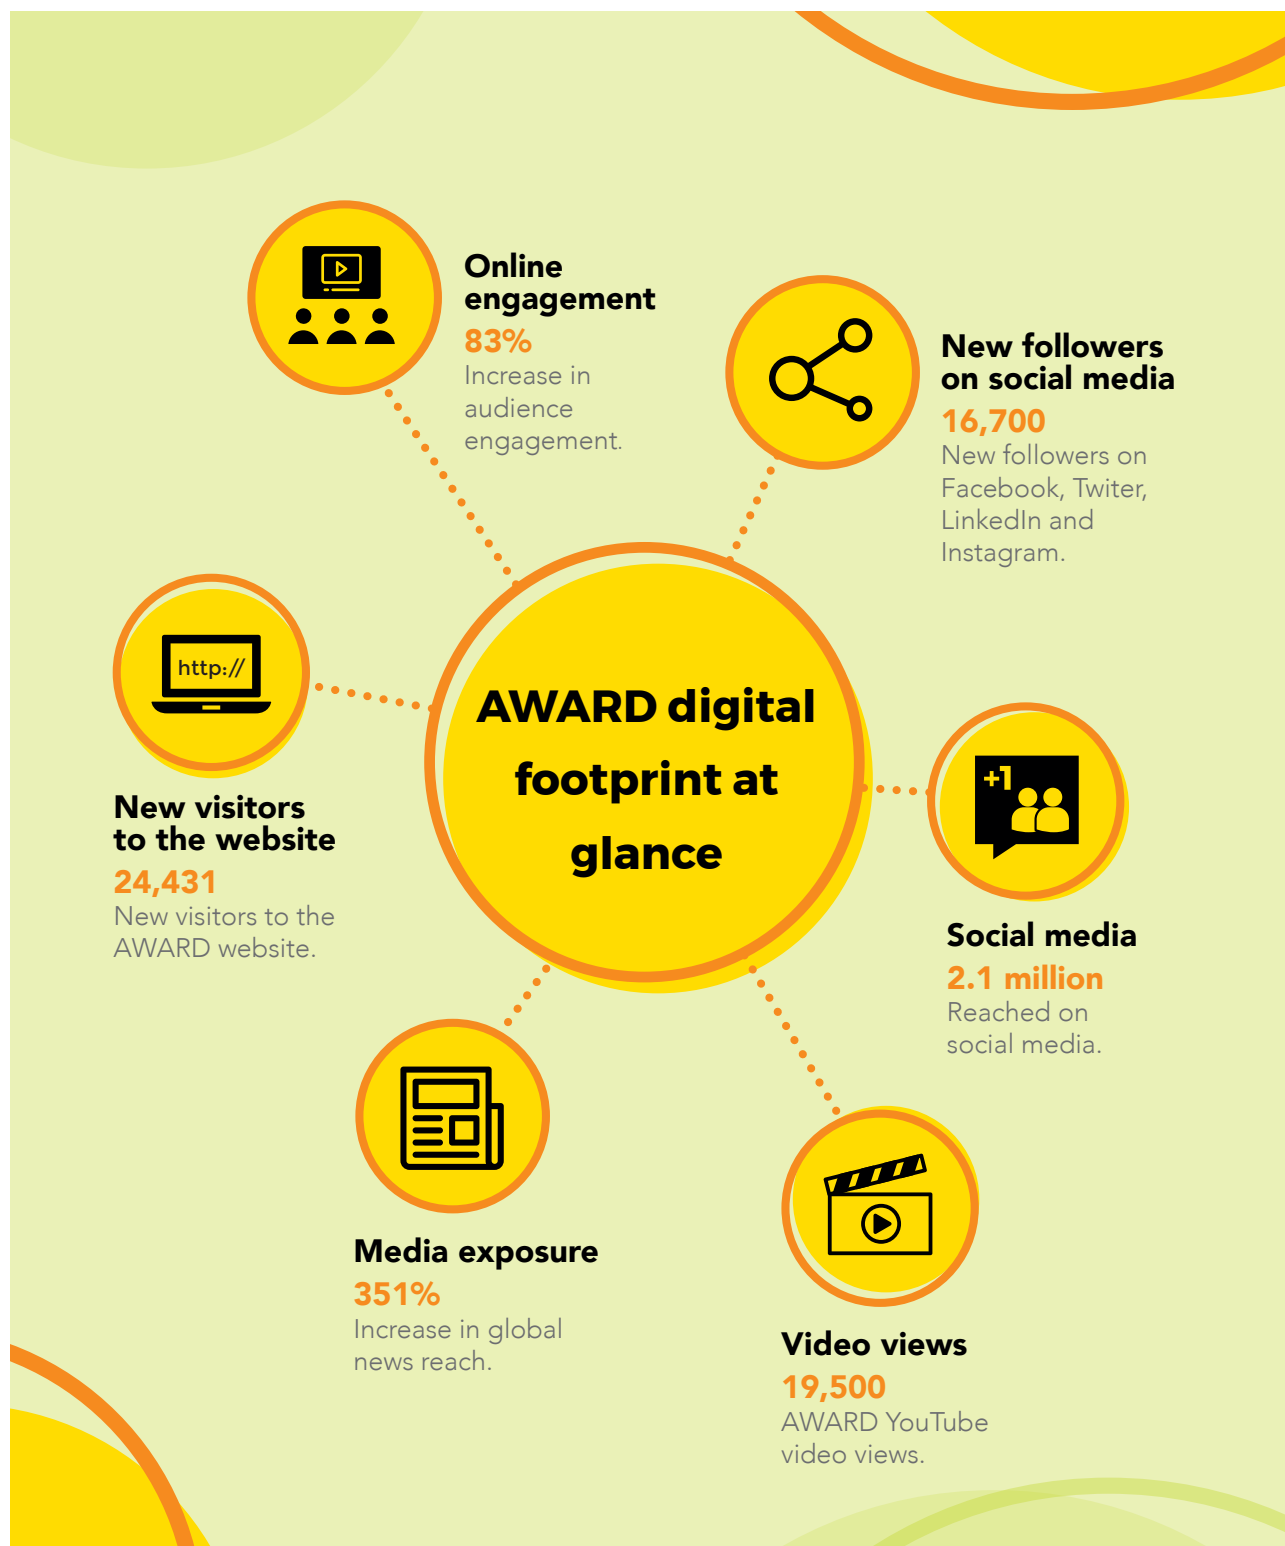 Online
engagement
83%
Increase in
audience
engagement.
New followers
on social media
16,700
New followers on
Facebook, Twiter,
LinkedIn and
Instagram.
http://
New visitors
to the website
24,431
New visitors to the
AWARD website.
AWARD digital
footprint at
glance
+1
Social media
2.1 million
Reached on
social media.
Media exposure
351%
Increase in global
news reach.
Video views
19,500
AWARD YouTube
video views.